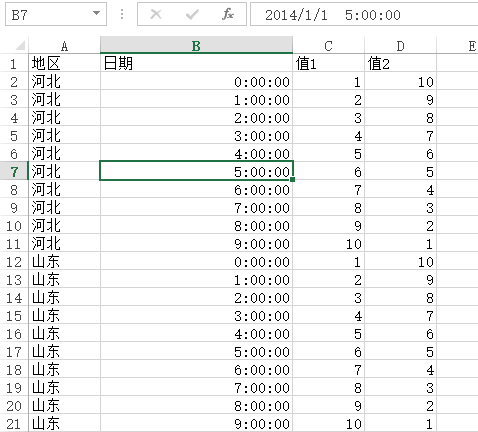 B7 fx 2014/1/1 5:00:00
A B C D E
1 地区 日期 值1 值2
2 河北 0:00:00 1 10
3 河北 1:00:00 2 9
4 河北 2:00:00 3 8
5 河北 3:00:00 4 7
6 河北 4:00:00 5 6
7 河北 5:00:00 6 5
8 河北 6:00:00 7 4
9 河北 7:00:00 8 3
10 河北 8:00:00 9 2
11 河北 9:00:00 10 1
12 山东 0:00:00 1 10
13 山东 1:00:00 2 9
14 山东 2:00:00 3 8
15 山东 3:00:00 4 7
16 山东 4:00:00 5 6
17 山东 5:00:00 6 5
18 山东 6:00:00 7 4
19 山东 7:00:00 8 3
20 山东 8:00:00 9 2
21 山东 9:00:00 10 1